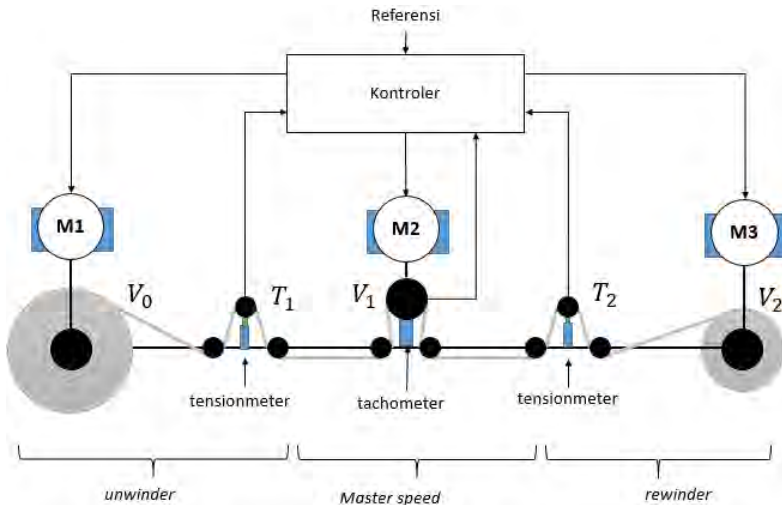 Referensi
Kontroler
M1
M2
M3
V₀
T₁
V₁
T₂
V₂
tensionmeter
tachometer
tensionmeter
unwinder
Master speed
rewinder